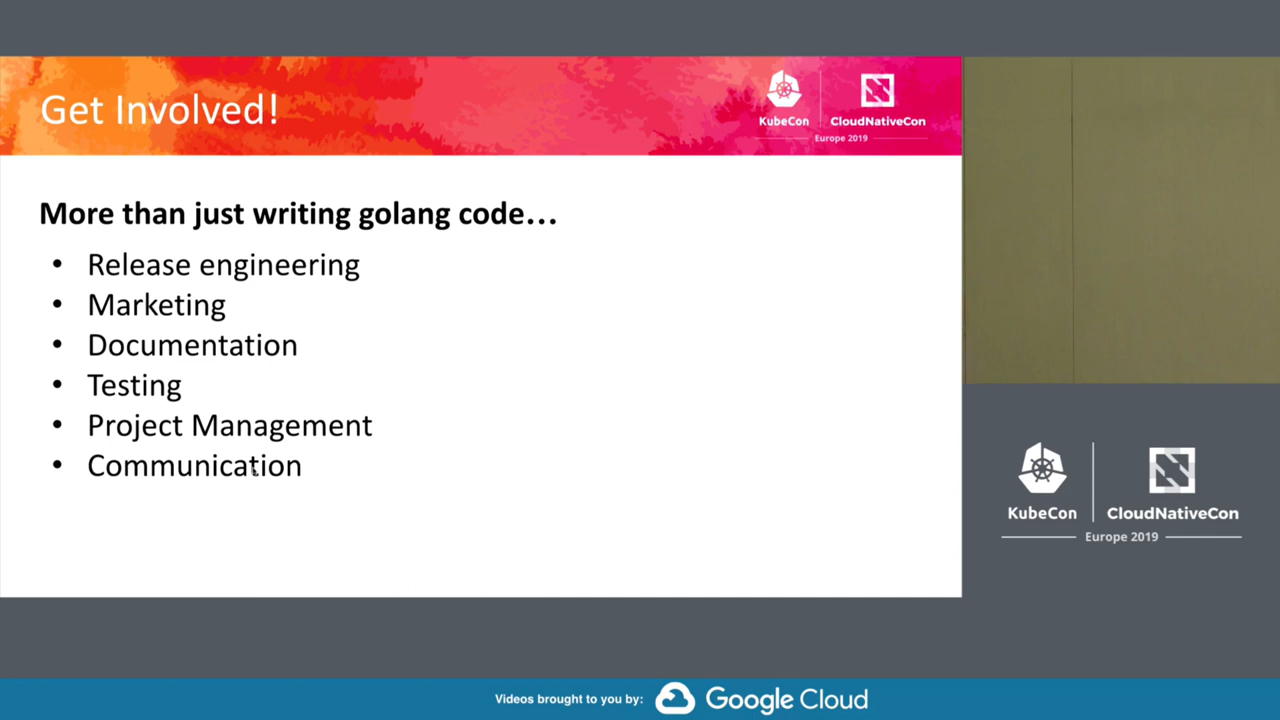 Get Involved!
KubeCon
CloudNativeCon
Europe 2019
More than just writing golang code…
• Release engineering
• Marketing
• Documentation
• Testing
• Project Management
• Communication
KubeCon
CloudNativeCon
Europe 2019
Videos brought to you by: Google Cloud